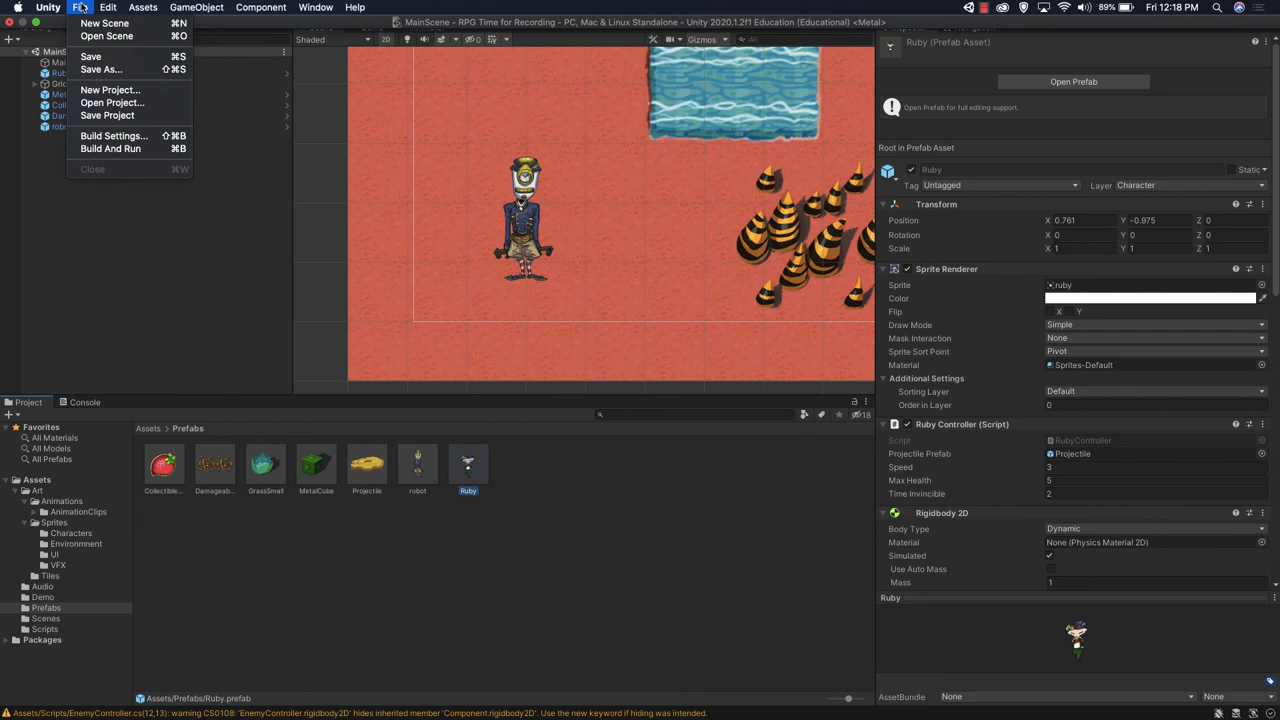 Unity File Edit Assets GameObject Component Window Help 89% Fri Dec 11 12:18 PM
MainScene - RPG Time for Recording - PC, Mac & Linux Standalone - Unity 2020.1.2f1 Education (Educational) <Metal>
New Scene ⌘N
Open Scene ⌘O
Save ⌘S
Save As... ⇧⌘S
New Project...
Open Project...
Save Project
Build Settings... ⇧⌘B
Build And Run ⌘B
Close ⌘W
Shaded 2D 0 Gizmos All
Ruby (Prefab Asset)
Open Prefab
Open Prefab for full editing support.
Root in Prefab Asset
Ruby Static
Tag Untagged Layer Character
Transform
Position X 0.761 Y -0.975 Z 0
Rotation X 0 Y 0 Z 0
Scale X 1 Y 1 Z 1
Sprite Renderer
Sprite ruby
Color
Flip X Y
Draw Mode Simple
Mask Interaction None
Sprite Sort Point Pivot
Material Sprites-Default
Additional Settings
Sorting Layer Default
Order in Layer 0
Ruby Controller (Script)
Script RubyController
Projectile Prefab Projectile
Speed 3
Max Health 5
Time Invincible 2
Rigidbody 2D
Body Type Dynamic
Material None (Physics Material 2D)
Simulated
Use Auto Mass
Mass 1
Ruby
AssetBundle None None
Project Console
18
Favorites
All Materials
All Models
All Prefabs
Assets
Art
Animations
AnimationClips
Sprites
Characters
Environmnent
UI
VFX
Tiles
Audio
Demo
Prefabs
Scenes
Scripts
Packages
Assets > Prefabs
Collectible... Damageab... GrassSmall MetalCube Projectile robot Ruby
Assets/Prefabs/Ruby.prefab
Assets/Scripts/EnemyController.cs(12,13): warning CS0108: 'EnemyController.rigidbody2D' hides inherited member 'Component.rigidbody2D'. Use the new keyword if hiding was intended.